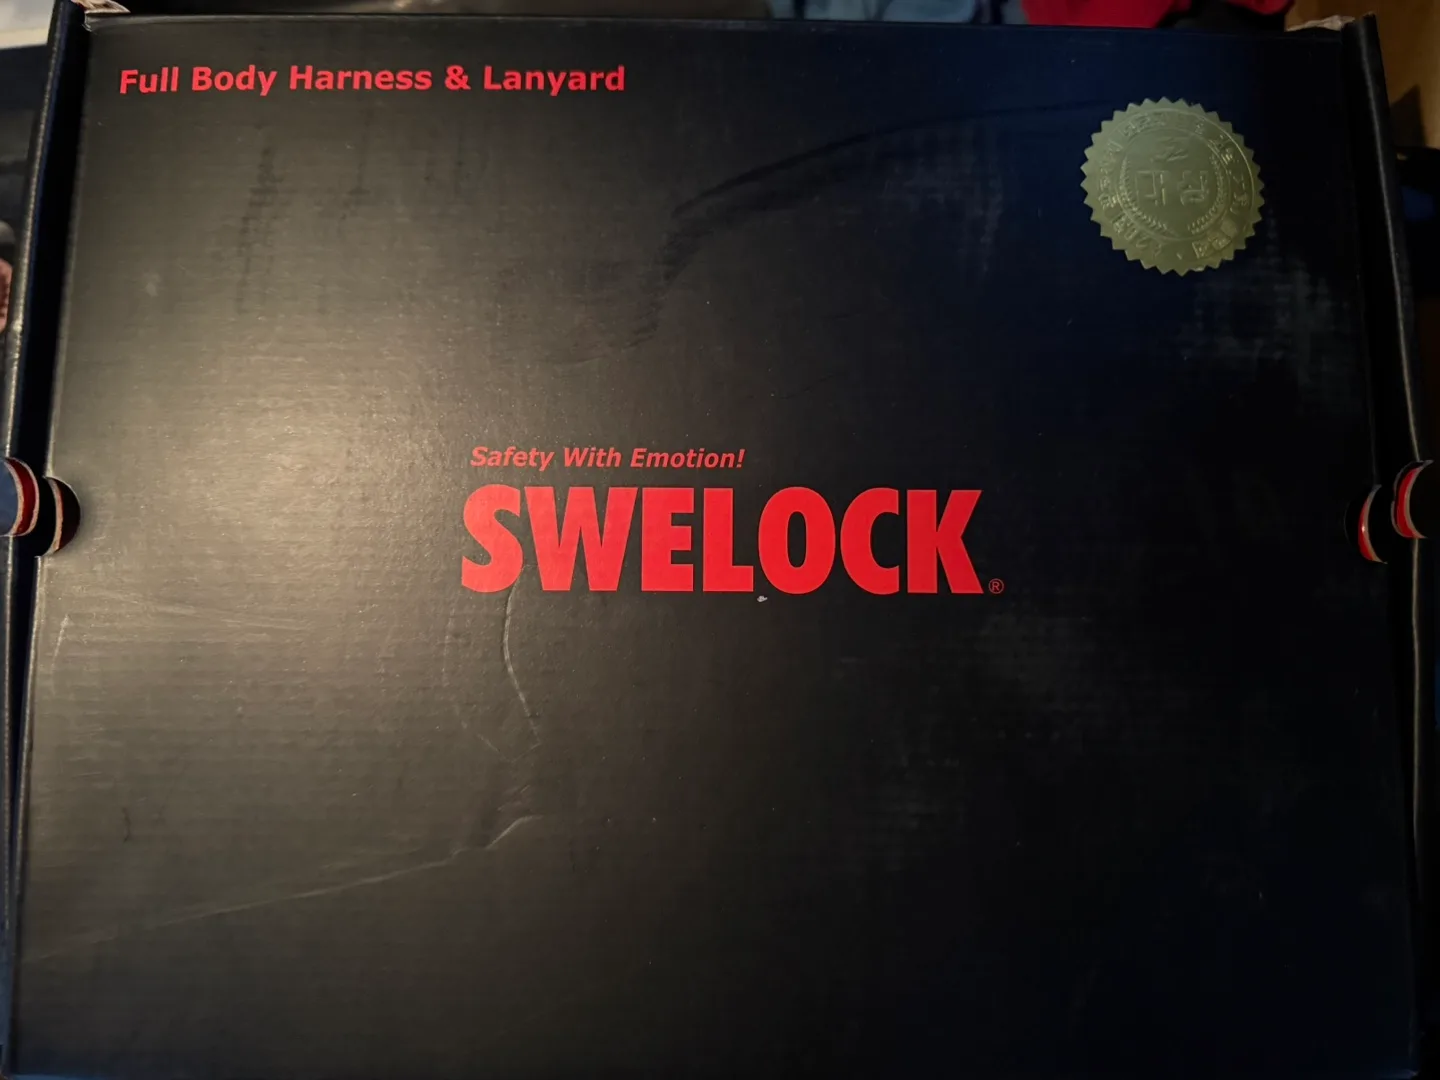 Full Body Harness & Lanyard
Safety With Emotion!
SWELOCK®